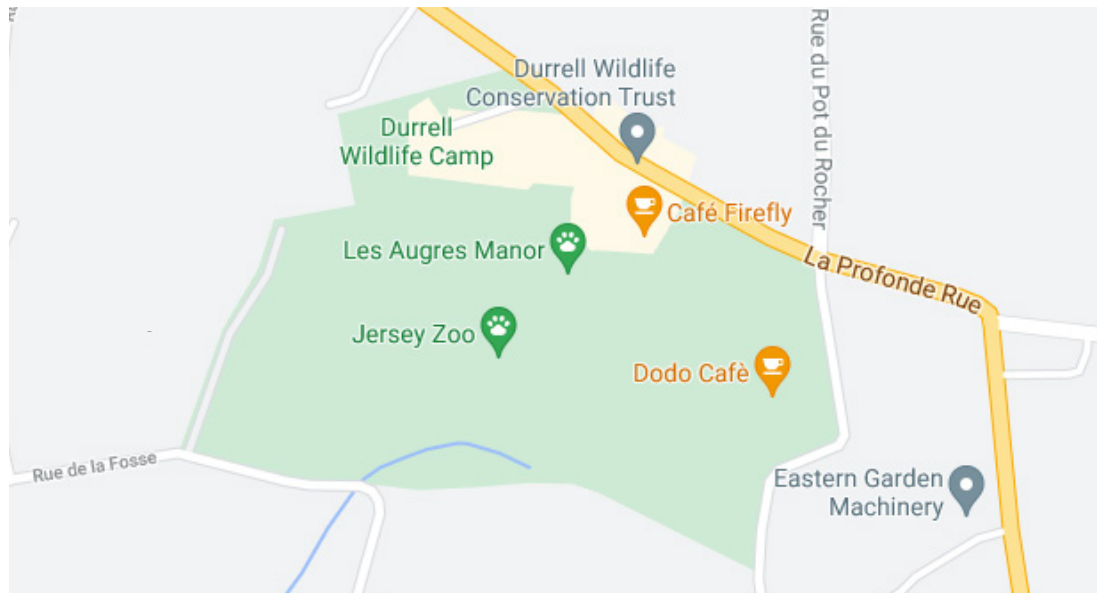 Rue du Pot du Rocher
Durrell Wildlife
Conservation Trust
Durrell
Wildlife Camp
Café Firefly
Les Augres Manor
La Profonde Rue
Jersey Zoo
Dodo Cafè
Rue de la Fosse
Eastern Garden
Machinery